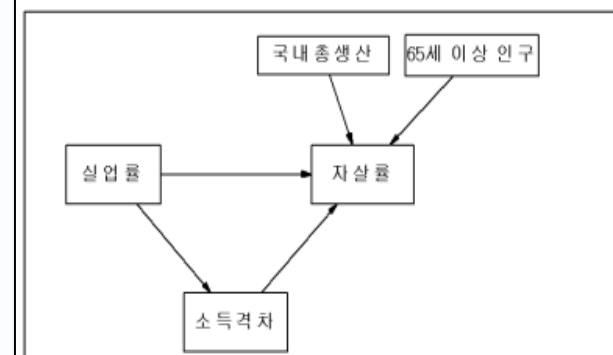 국내총생산
65세 이상 인구
실업률
자살률
소득격차